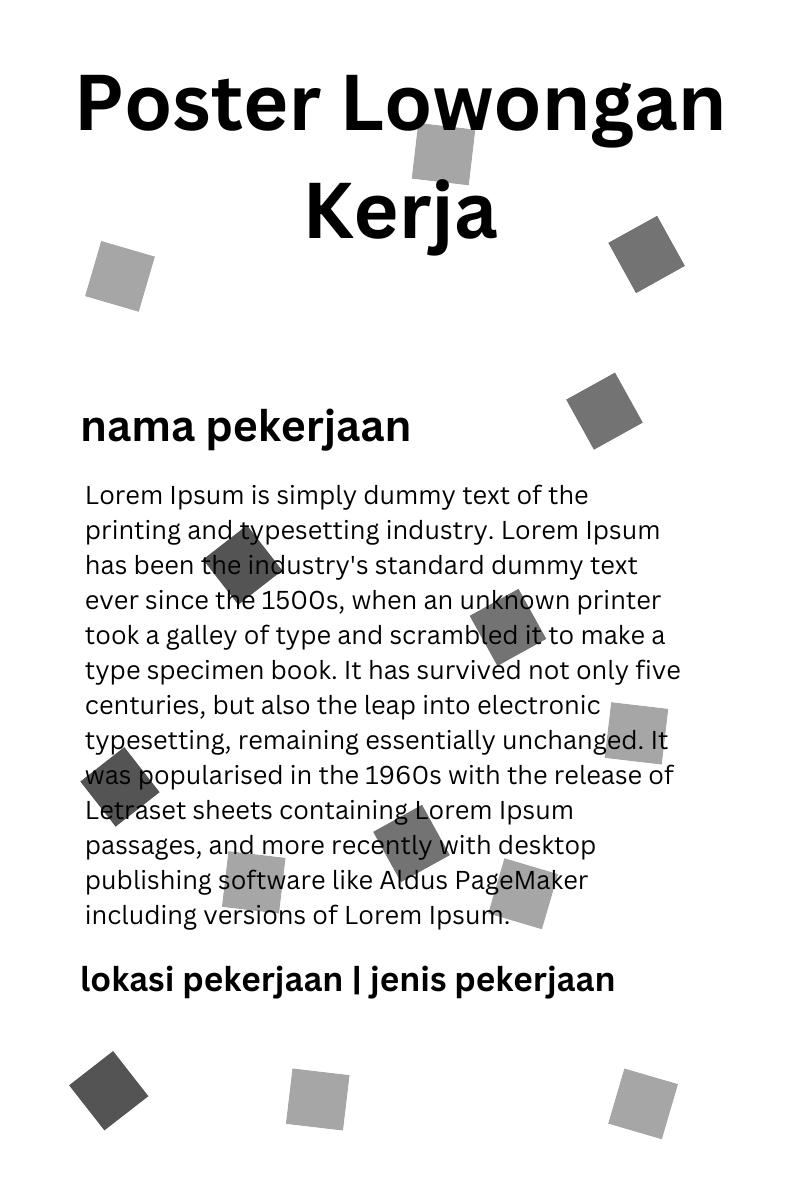 Poster Lowongan
Kerja
nama pekerjaan
Lorem Ipsum is simply dummy text of the
printing and typesetting industry. Lorem Ipsum
has been the industry's standard dummy text
ever since the 1500s, when an unknown printer
took a galley of type and scrambled it to make a
type specimen book. It has survived not only five
centuries, but also the leap into electronic
typesetting, remaining essentially unchanged. It
was popularised in the 1960s with the release of
Letraset sheets containing Lorem Ipsum
passages, and more recently with desktop
publishing software like Aldus PageMaker
including versions of Lorem Ipsum.
lokasi pekerjaan | jenis pekerjaan